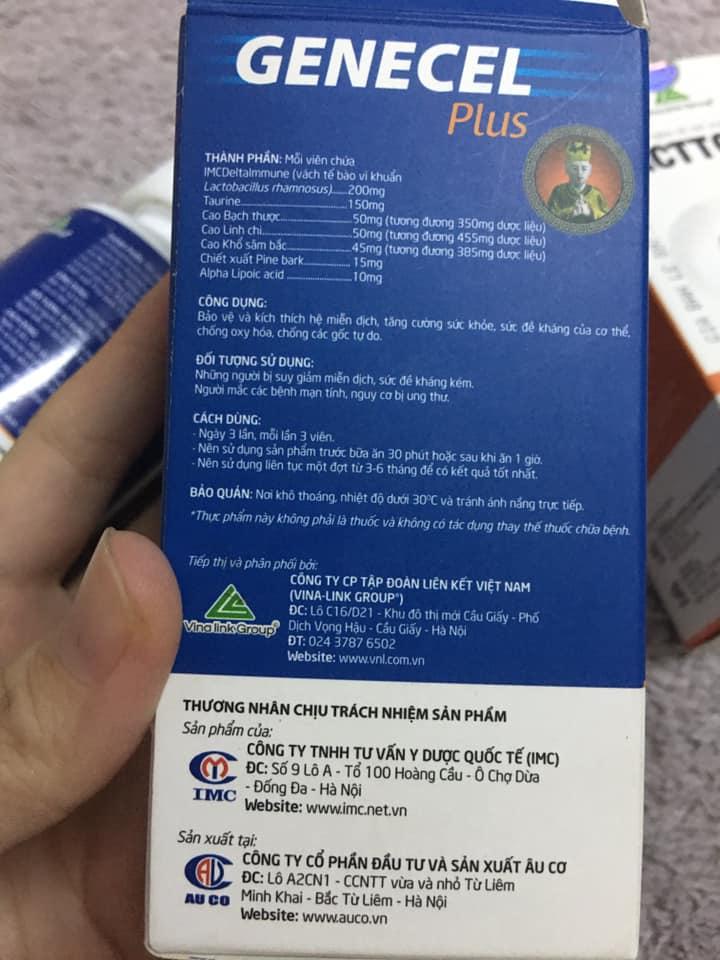 GENECEL
Plus
THÀNH PHẦN: Mỗi viên chứa
IMCDeltaImmune (vách tế bào vi khuẩn
Lactobacillus rhamnosus).....200mg
Taurine..............................150mg
Cao Bạch thược.....................50mg (tương đương 350mg dược liệu)
Cao Linh chi..........................50mg (tương đương 455mg dược liệu)
Cao Khổ sâm bắc..................45mg (tương đương 385mg dược liệu)
Chiết xuất Pine bark.............15mg
Alpha Lipoic acid ..................10mg
CÔNG DỤNG:
Bảo vệ và kích thích hệ miễn dịch, tăng cường sức khỏe, sức đề kháng của cơ thể,
chống oxy hóa, chống các gốc tự do.
ĐỐI TƯỢNG SỬ DỤNG:
Những người bị suy giảm miễn dịch, sức đề kháng kém.
Người mắc các bệnh mạn tính, nguy cơ bị ung thư.
CÁCH DÙNG:
- Ngày 3 lần, mỗi lần 3 viên.
- Nên sử dụng sản phẩm trước bữa ăn 30 phút hoặc sau khi ăn 1 giờ.
- Nên sử dụng liên tục một đợt từ 3-6 tháng để có kết quả tốt nhất.
BẢO QUẢN: Nơi khô thoáng, nhiệt độ dưới 30ºC và tránh ánh nắng trực tiếp.
*Thực phẩm này không phải là thuốc và không có tác dụng thay thế thuốc chữa bệnh.
Tiếp thị và phân phối bởi:
CÔNG TY CP TẬP ĐOÀN LIÊN KẾT VIỆT NAM
(VINA-LINK GROUP®)
Vina link Group®
ĐC: Lô C16/D21 - Khu đô thị mới Cầu Giấy - Phố
Dịch Vọng Hậu - Cầu Giấy - Hà Nội
ĐT: 024 3787 6502
Website: www.vnl.com.vn
THƯƠNG NHÂN CHỊU TRÁCH NHIỆM SẢN PHẨM
Sản phẩm của:
IMC
CÔNG TY TNHH TƯ VẤN Y DƯỢC QUỐC TẾ (IMC)
ĐC: Số 9 Lô A - Tổ 100 Hoàng Cầu - Ô Chợ Dừa
- Đống Đa - Hà Nội
Website: www.imc.net.vn
Sản xuất tại:
AU CO
CÔNG TY CỔ PHẦN ĐẦU TƯ VÀ SẢN XUẤT ÂU CƠ
ĐC: Lô A2CN1 - CCNTT vừa và nhỏ Từ Liêm
Minh Khai - Bắc Từ Liêm - Hà Nội
Website: www.auco.vn